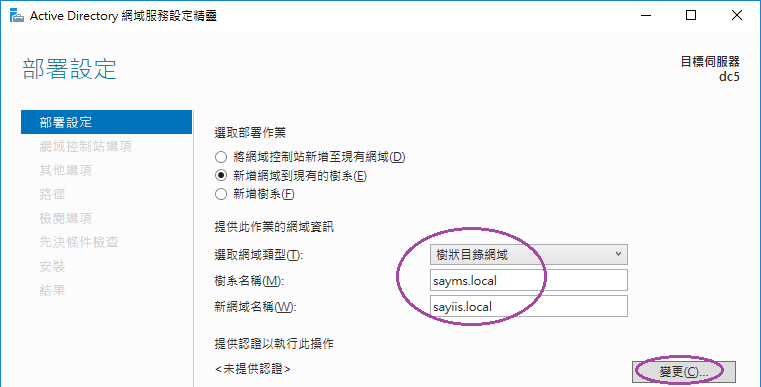 Active Directory 網域服務設定精靈
部署設定
目標伺服器
dc5
部署設定
網域控制站選項
其他選項
路徑
檢閱選項
先決條件檢查
安裝
結果
選取部署作業
將網域控制站新增至現有網域(D)
新增網域到現有的樹系(E)
新增樹系(F)
提供此作業的網域資訊
選取網域類型(T): 樹狀目錄網域
樹系名稱(M): sayms.local
新網域名稱(W): sayiis.local
提供認證以執行此操作
<未提供認證> 變更(C)...